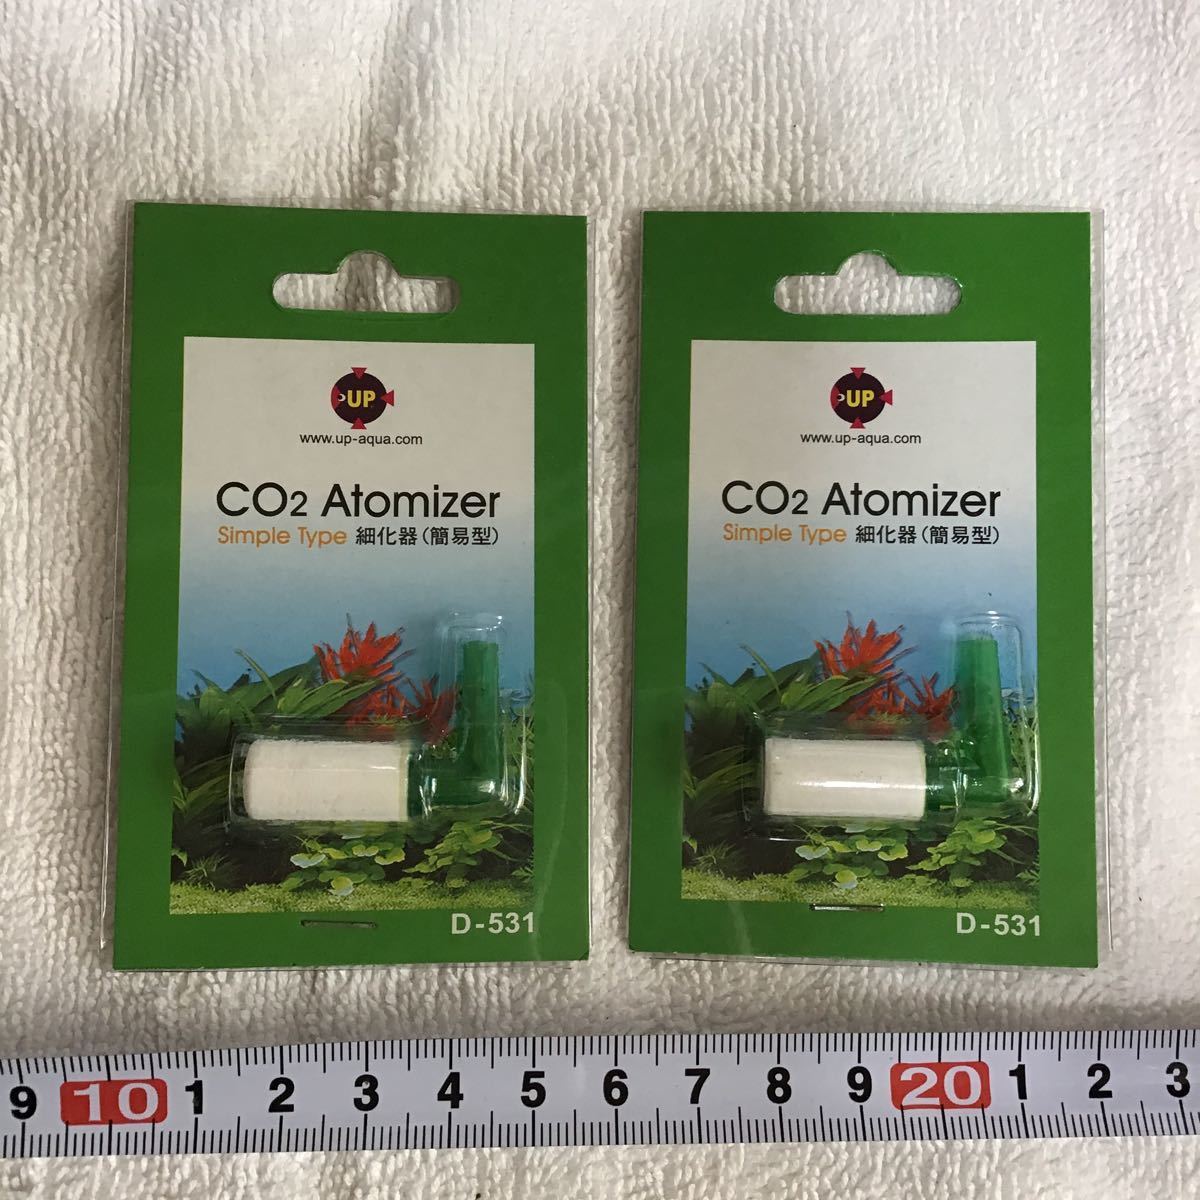 UP
www.up-aqua.com
CO2 Atomizer
Simple Type 細化器(簡易型)
D-531
UP
www.up-aqua.com
CO2 Atomizer
Simple Type 細化器(簡易型)
D-531
9 10 1 2 3 4 5 6 7 8 9 20 1 2 3